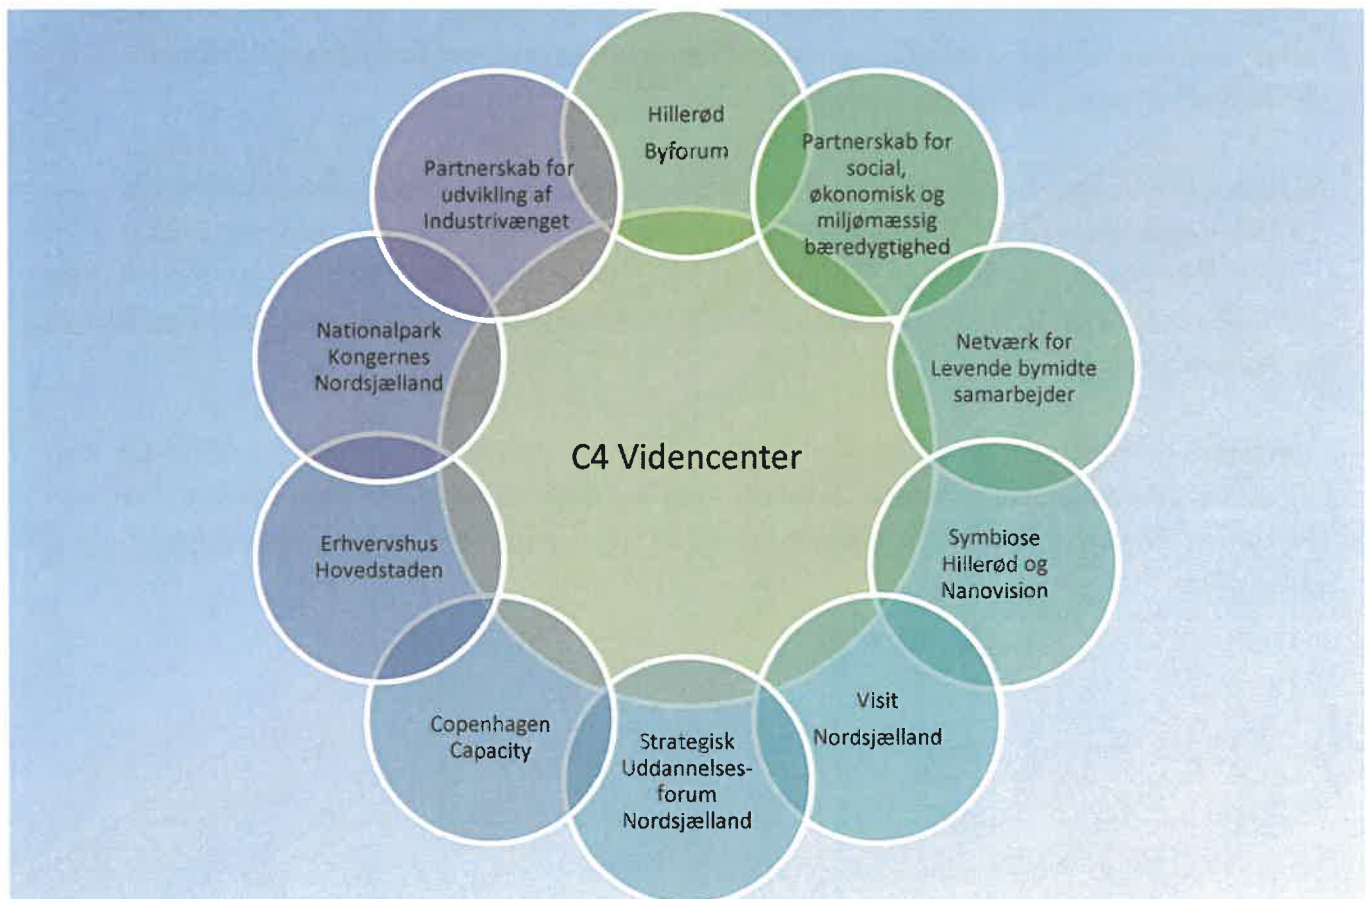 Hillerød
Byforum
Partnerskab for
social,
økonomisk og
miljømæssig
bæredygtighed
Netværk for
Levende bymidte
samarbejder
Symbiose
Hillerød og
Nanovision
Visit
Nordsjælland
Strategisk
Uddannelses-
forum
Nordsjælland
Copenhagen
Capacity
Erhvervshus
Hovedstaden
Nationalpark
Kongernes
Nordsjælland
Partnerskab for
udvikling af
Industrivænget
C4 Videncenter